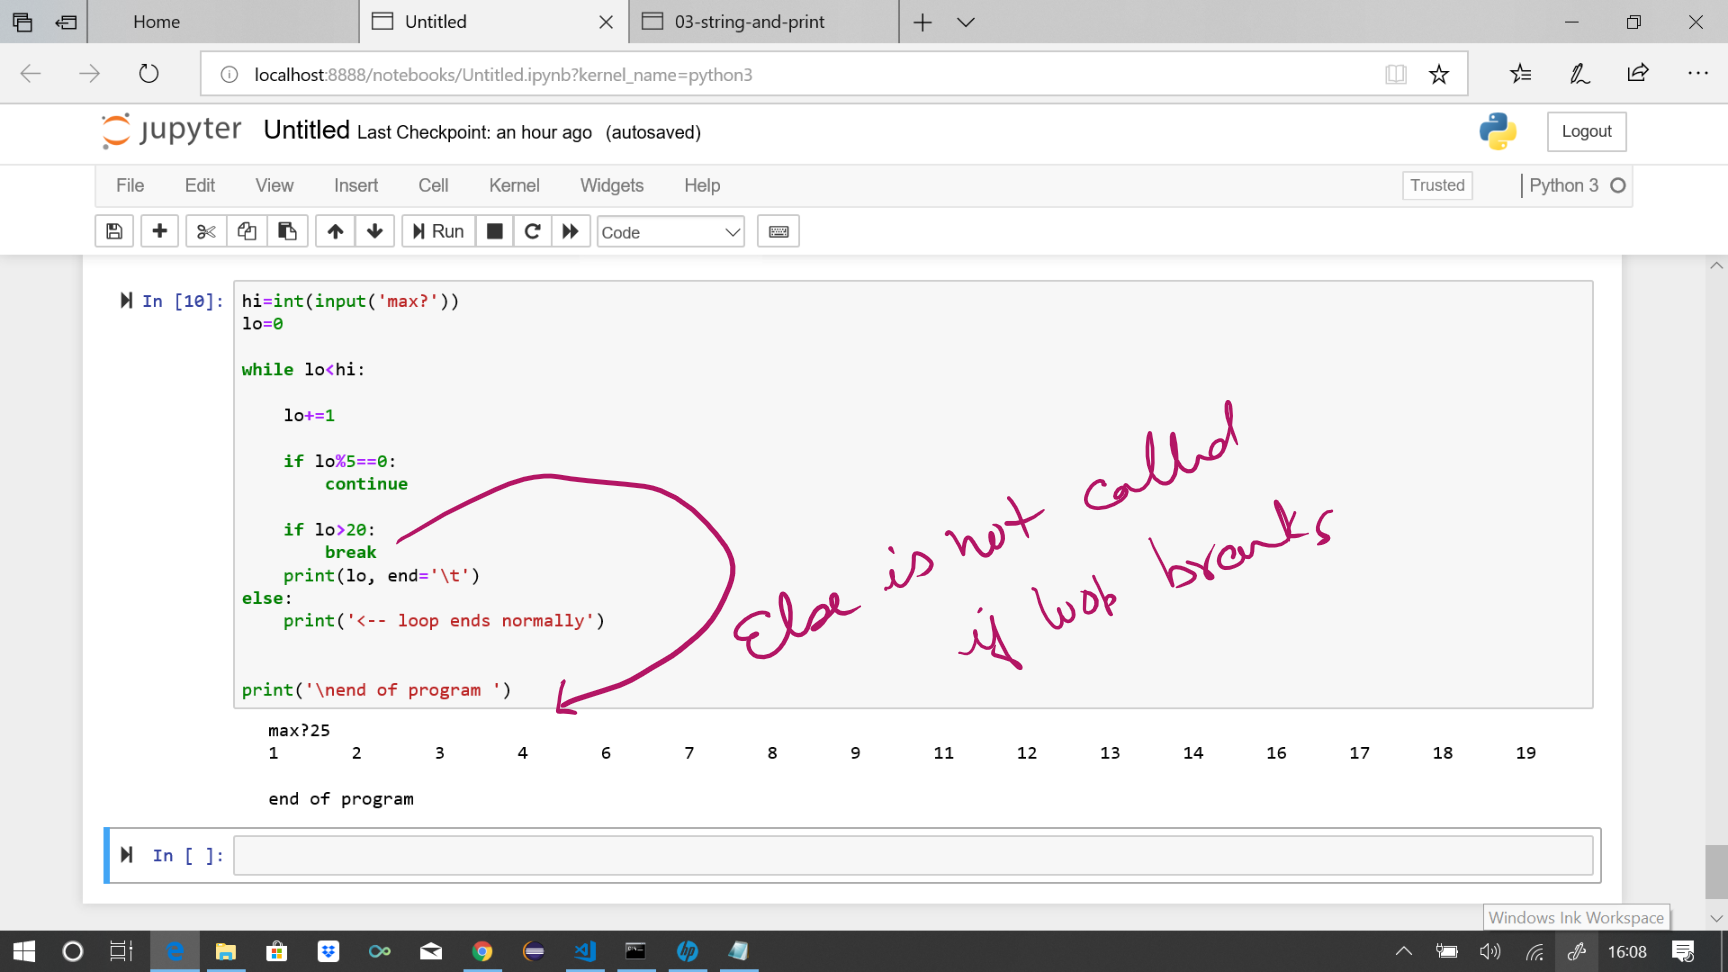 Home
Untitled
03-string-and-print
localhost:8888/notebooks/Untitled.ipynb?kernel_name=python3
jupyter Untitled Last Checkpoint: an hour ago (autosaved)
Logout
File Edit View Insert Cell Kernel Widgets Help
Trusted
Python 3
Run
Code
In [10]:
hi=int(input('max?'))
lo=0
while lo<hi:
lo+=1
if lo%5==0:
continue
if lo>20:
break
print(lo, end='\t')
else:
print('<-- loop ends normally')
print('\nend of program ')
Else is not called
if loop breaks
max?25
1 2 3 4 6 7 8 9 11 12 13 14 16 17 18 19
end of program
In [ ]:
Windows Ink Workspace
16:08